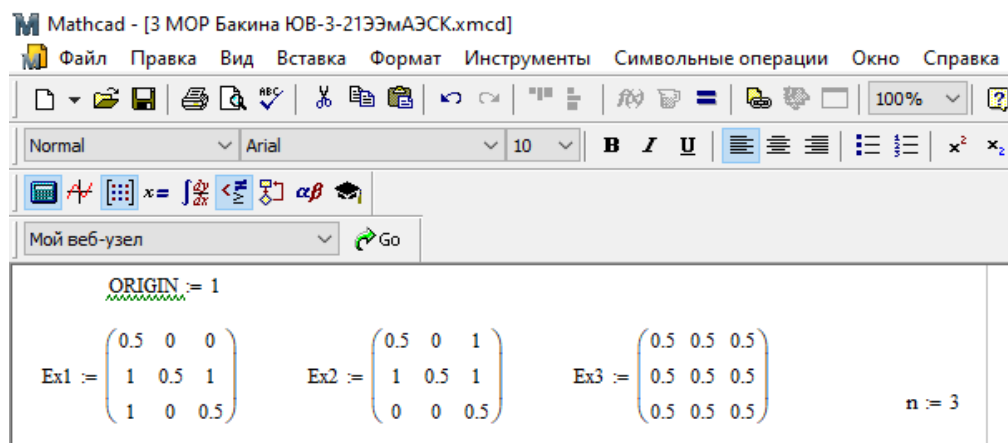 Mathcad - [3 МОР Бакина ЮВ-3-21ЭЭмАЭСК.xmcd]
Файл Правка Вид Вставка Формат Инструменты Символьные операции Окно Справка
100%
Normal Arial 10 B I U x² x₂
x= ∫ dy/dx <≠≥ αβ
Мой веб-узел Go
ORIGIN := 1
Ex1 := (0.5 0 0
1 0.5 1
1 0 0.5)
Ex2 := (0.5 0 1
1 0.5 1
0 0 0.5)
Ex3 := (0.5 0.5 0.5
0.5 0.5 0.5
0.5 0.5 0.5)
n := 3